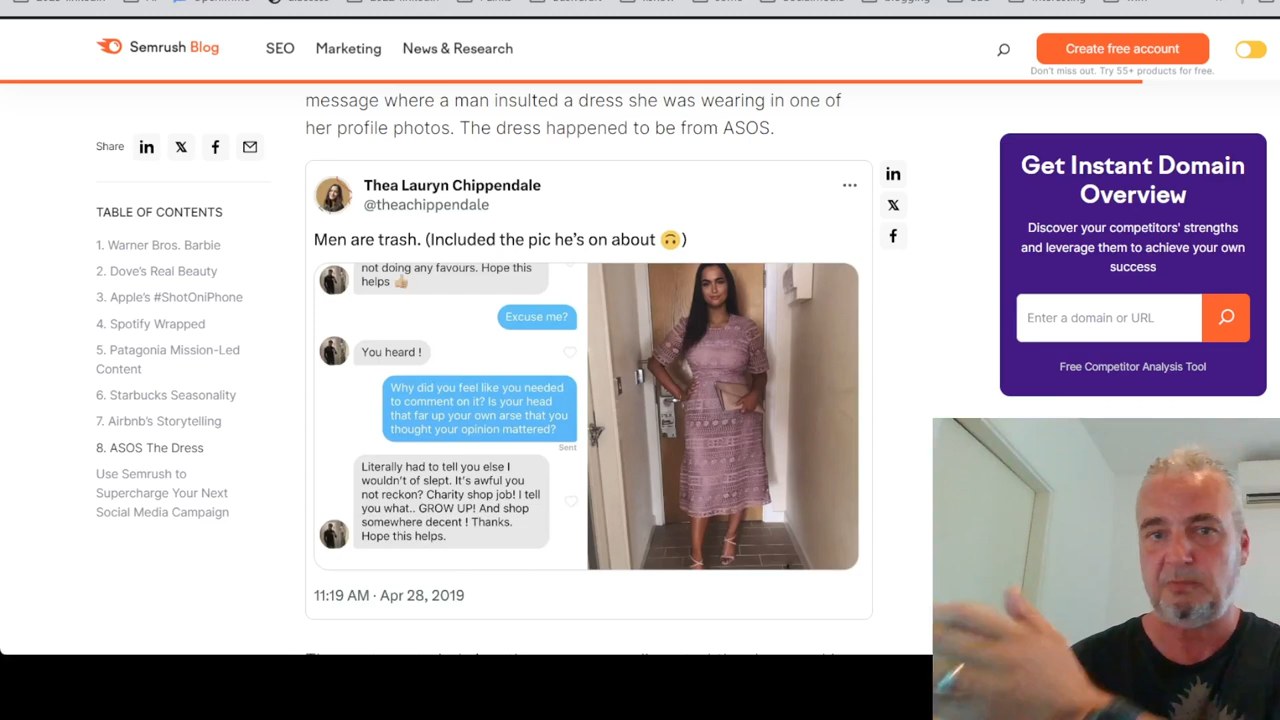 Semrush Blog
SEO
Marketing
News & Research
Create free account
Don't miss out. Try 55+ products for free.
message where a man insulted a dress she was wearing in one of
her profile photos. The dress happened to be from ASOS.
Share
TABLE OF CONTENTS
1. Warner Bros. Barbie
2. Dove's Real Beauty
3. Apple's #ShotOniPhone
4. Spotify Wrapped
5. Patagonia Mission-Led
Content
6. Starbucks Seasonality
7. Airbnb's Storytelling
8. ASOS The Dress
Use Semrush to
Supercharge Your Next
Social Media Campaign
Thea Lauryn Chippendale
@theachippendale
Men are trash. (Included the pic he's on about 🙃)
not doing any favours. Hope this
helps 👍
Excuse me?
You heard !
Why did you feel like you needed
to comment on it? Is your head
that far up your own arse that you
thought your opinion mattered?
Sent
Literally had to tell you else I
wouldn't of slept. It's awful you
not reckon? Charity shop job! I tell
you what.. GROW UP! And shop
somewhere decent ! Thanks.
Hope this helps.
11:19 AM · Apr 28, 2019
Get Instant Domain
Overview
Discover your competitors' strengths
and leverage them to achieve your own
success
Enter a domain or URL
Free Competitor Analysis Tool